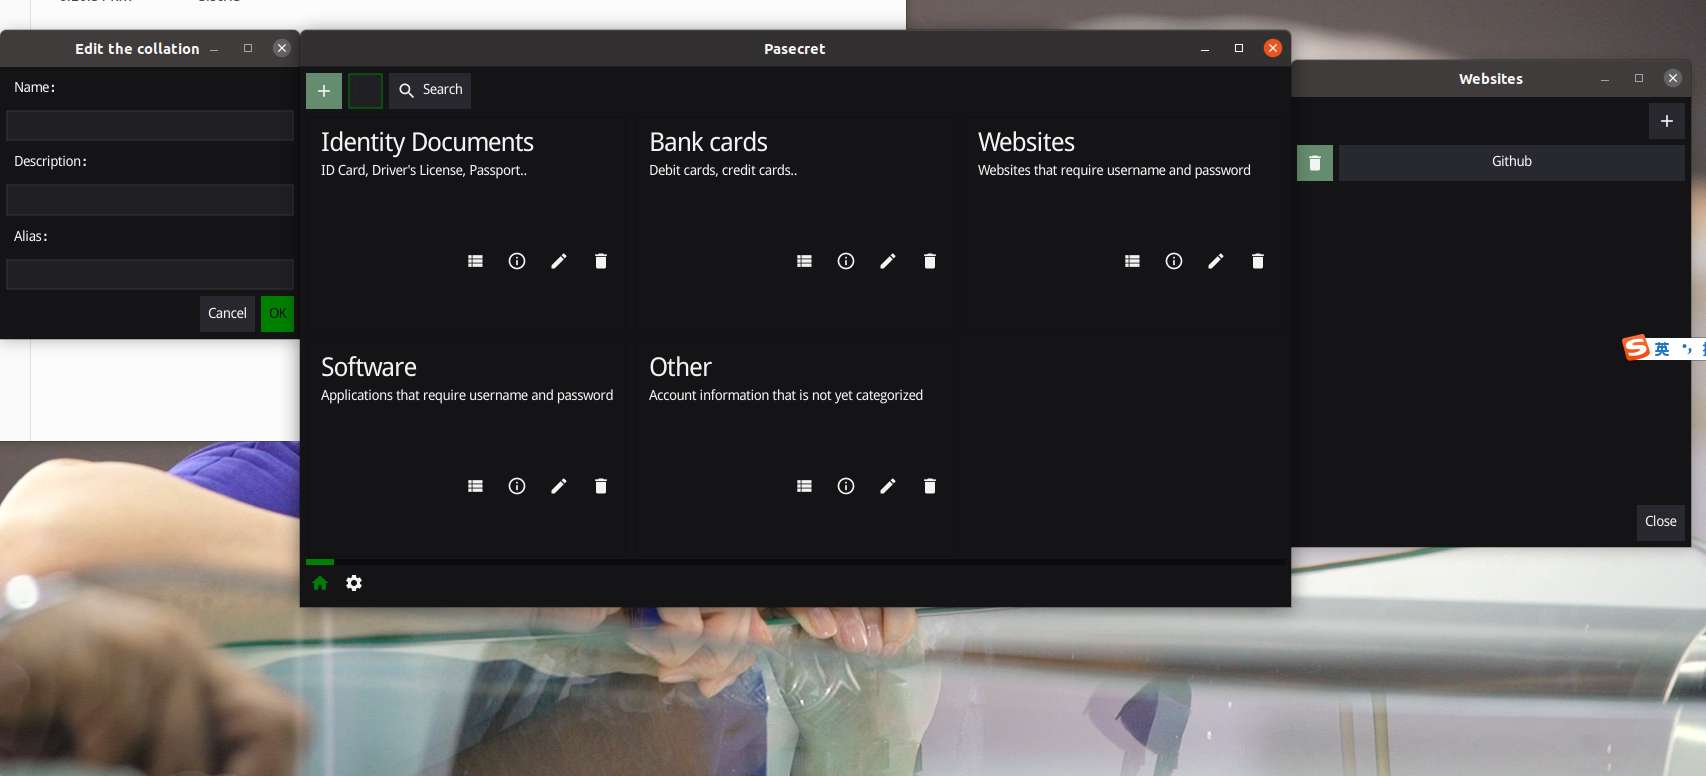 Edit the collation
Name:
Description:
Alias:
Cancel
OK
Pasecret
Search
Identity Documents
ID Card, Driver's License, Passport..
Bank cards
Debit cards, credit cards..
Websites
Websites that require username and password
Software
Applications that require username and password
Other
Account information that is not yet categorized
Websites
Github
Close
英